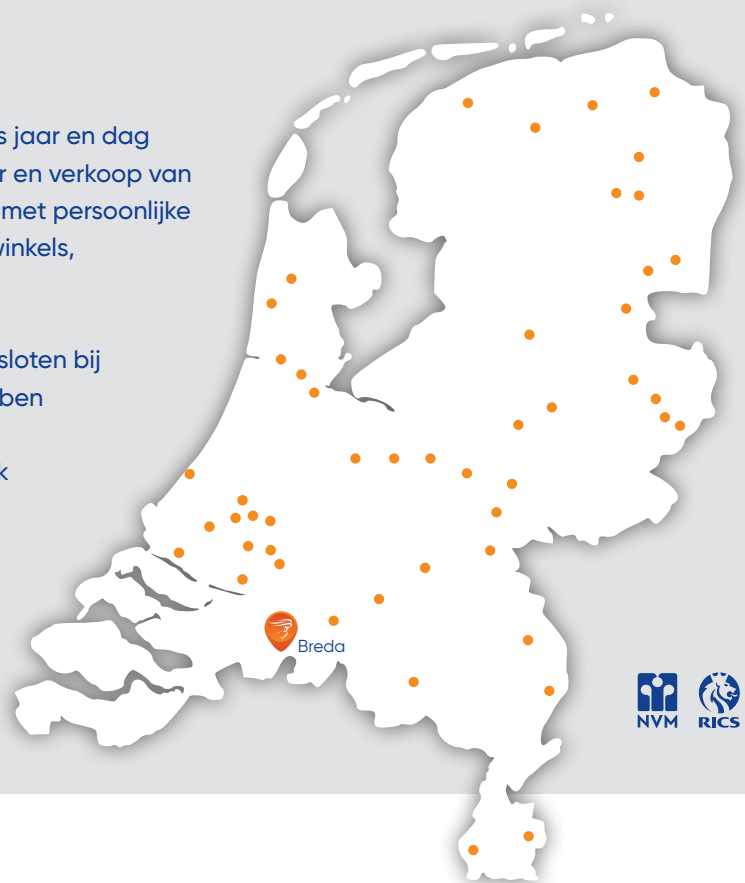 s jaar en dag
r en verkoop van
met persoonlijke
winkels,
sloten bij
ben
k
Breda
NVM
RICS